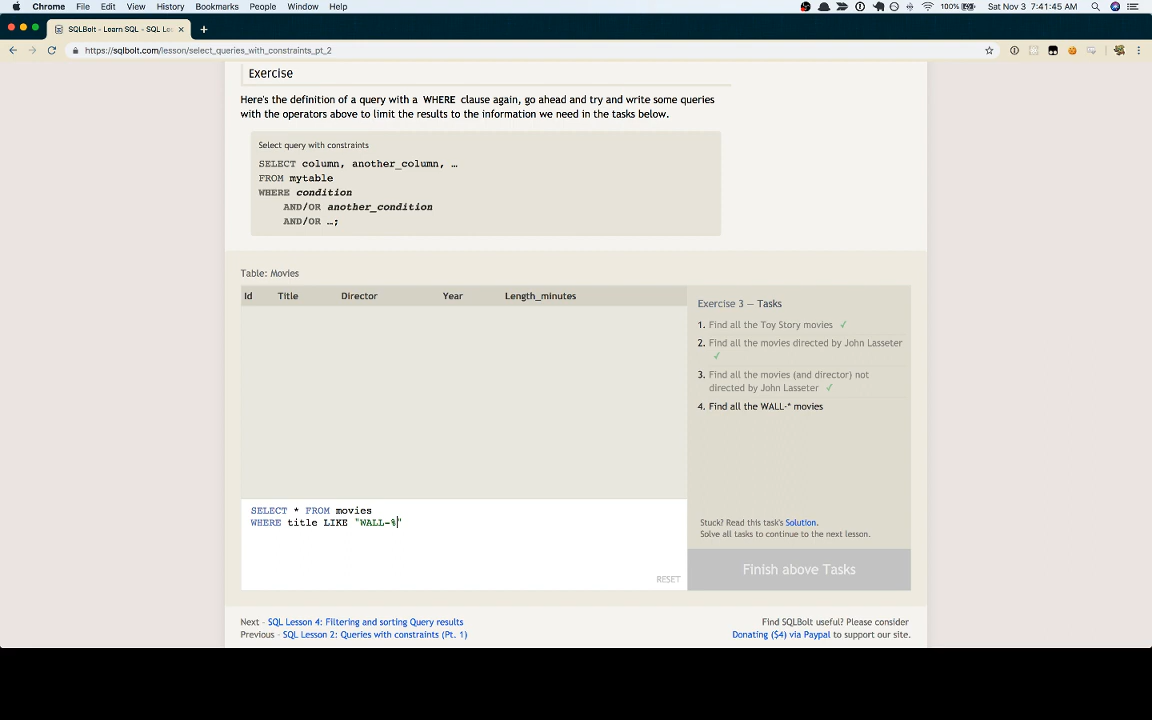 Chrome File Edit View History Bookmarks People Window Help 100% Sat Nov 3 7:41:45 AM
SQLBolt - Learn SQL - SQL Le
https://sqlbolt.com/lesson/select_queries_with_constraints_pt_2
Exercise
Here's the definition of a query with a WHERE clause again, go ahead and try and write some queries
with the operators above to limit the results to the information we need in the tasks below.
Select query with constraints
SELECT column, another_column, …
FROM mytable
WHERE condition
AND/OR another_condition
AND/OR …;
Table: Movies
Id Title Director Year Length_minutes
Exercise 3 — Tasks
1. Find all the Toy Story movies ✓
2. Find all the movies directed by John Lasseter
✓
3. Find all the movies (and director) not
directed by John Lasseter ✓
4. Find all the WALL-* movies
SELECT * FROM movies
WHERE title LIKE "WALL-%"
RESET
Stuck? Read this task's Solution.
Solve all tasks to continue to the next lesson.
Finish above Tasks
Next – SQL Lesson 4: Filtering and sorting Query results
Previous – SQL Lesson 2: Queries with constraints (Pt. 1)
Find SQLBolt useful? Please consider
Donating ($4) via Paypal to support our site.